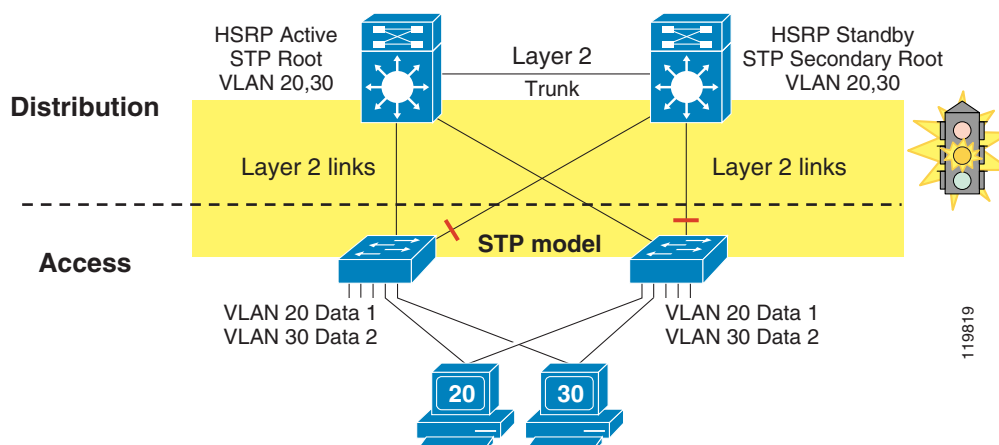 HSRP Active
STP Root
VLAN 20,30
Layer 2
Trunk
HSRP Standby
STP Secondary Root
VLAN 20,30
Distribution
Layer 2 links
Layer 2 links
Access
STP model
VLAN 20 Data 1
VLAN 30 Data 2
VLAN 20 Data 1
VLAN 30 Data 2
20
30
119819